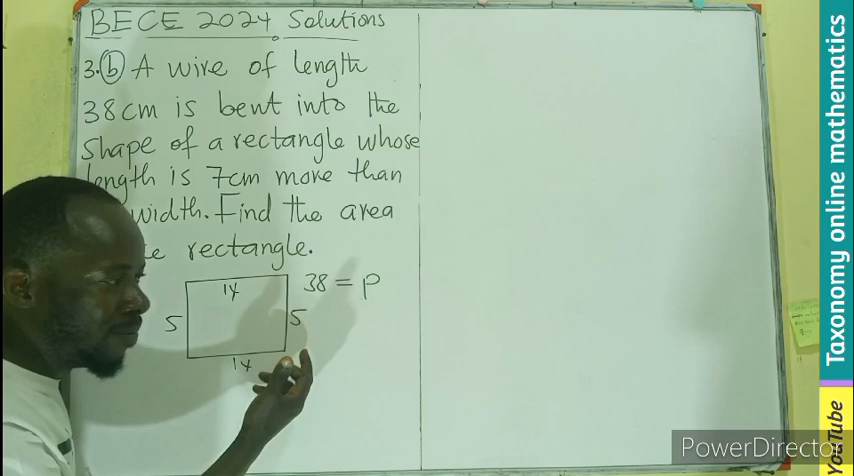 BECE 2024 Solutions
3.(b) A wire of length
38cm is bent into the
shape of a rectangle whose
length is 7cm more than
width. Find the area
rectangle.
14
38 = P
5
5
14
Taxonomy online mathematics
YouTube
PowerDirector